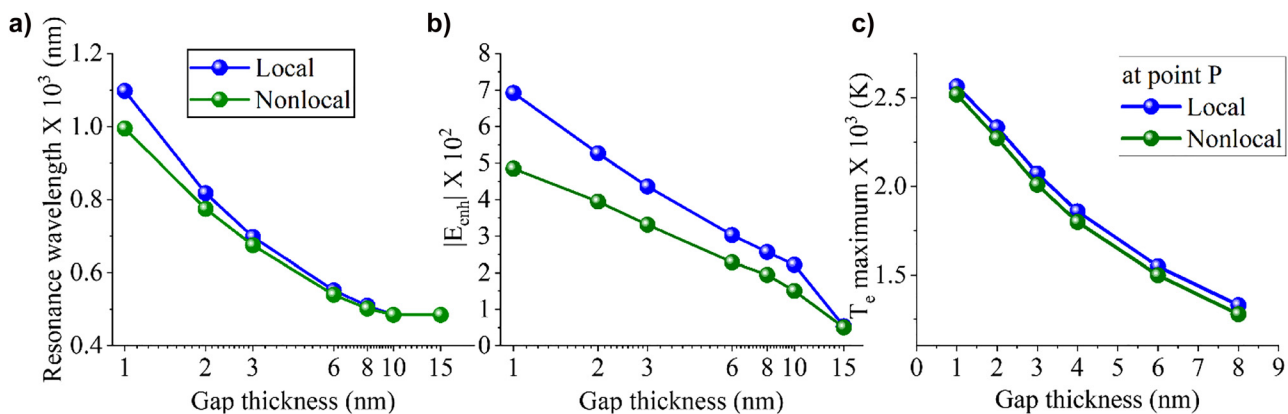 a)
Resonance wavelength X 10³ (nm)
1.2
1.0
0.8
0.6
0.4
Local
Nonlocal
1 2 3 6 8 10 15
Gap thickness (nm)
b)
|E_enh| X 10²
8
7
6
5
4
3
2
1
0
1 2 3 6 8 10 15
Gap thickness (nm)
c)
T_e maximum X 10³ (K)
2.5
2.0
1.5
at point P
Local
Nonlocal
0 1 2 3 4 5 6 7 8 9
Gap thickness (nm)